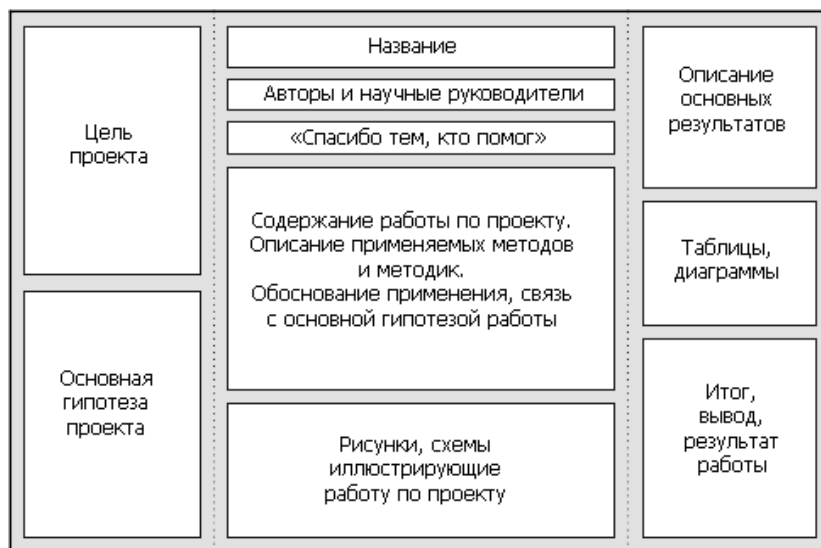 Цель
проекта
Основная
гипотеза
проекта
Название
Авторы и научные руководители
«Спасибо тем, кто помог»
Содержание работы по проекту.
Описание применяемых методов
и методик.
Обоснование применения, связь
с основной гипотезой работы
Рисунки, схемы
иллюстрирующие
работу по проекту
Описание
основных
результатов
Таблицы,
диаграммы
Итог,
вывод,
результат
работы